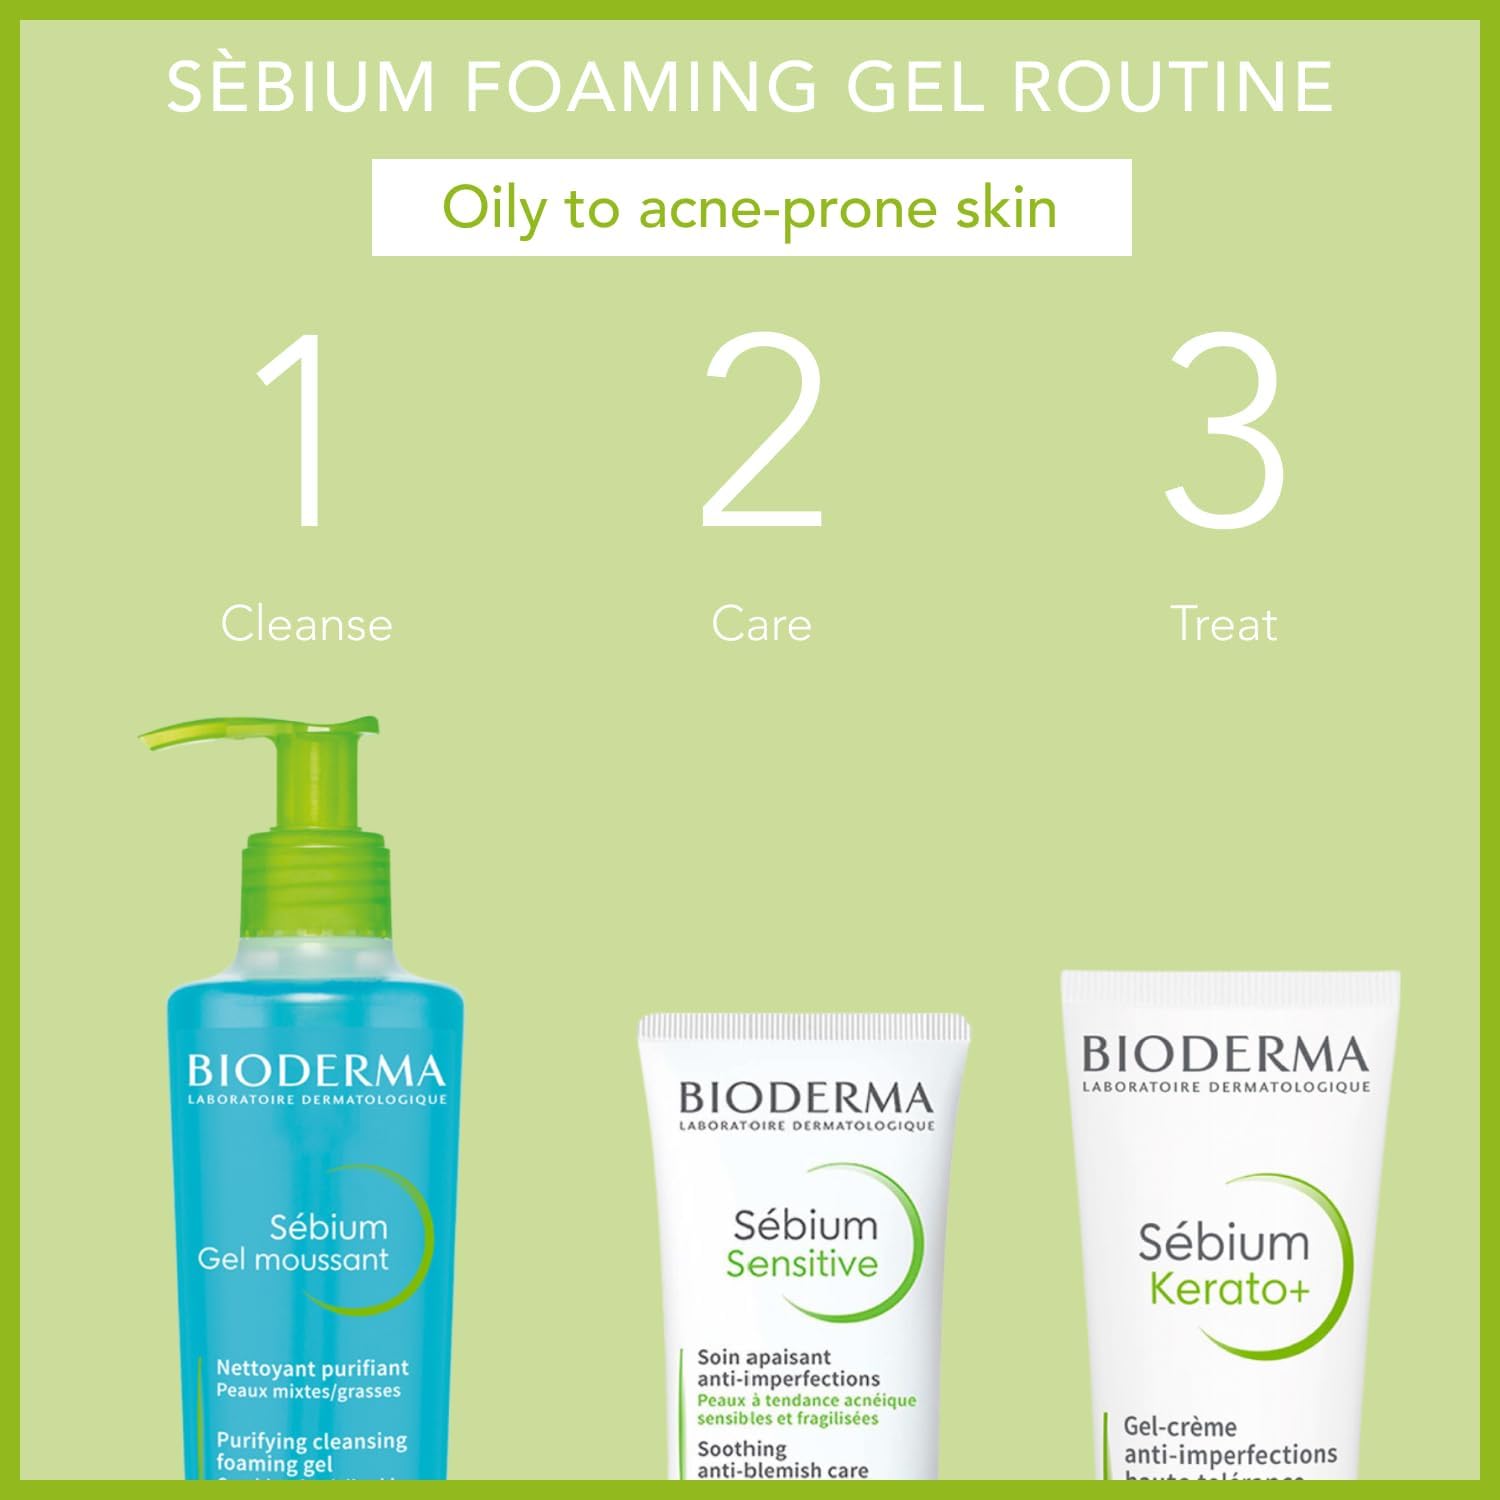 SÈBIUM FOAMING GEL ROUTINE
Oily to acne-prone skin
1
2
3
Cleanse
Care
Treat
BIODERMA
LABORATOIRE DERMATOLOGIQUE
Sébium
Gel moussant
Nettoyant purifiant
Peaux mixtes/grasses
Purifying cleansing
foaming gel
BIODERMA
LABORATOIRE DERMATOLOGIQUE
Sébium
Sensitive
Soin apaisant
anti-imperfections
Peaux à tendance acnéique
sensibles et fragilisées
Soothing
anti-blemish care
BIODERMA
LABORATOIRE DERMATOLOGIQUE
Sébium
Kerato+
Gel-crème
anti-imperfections
haute tolérance